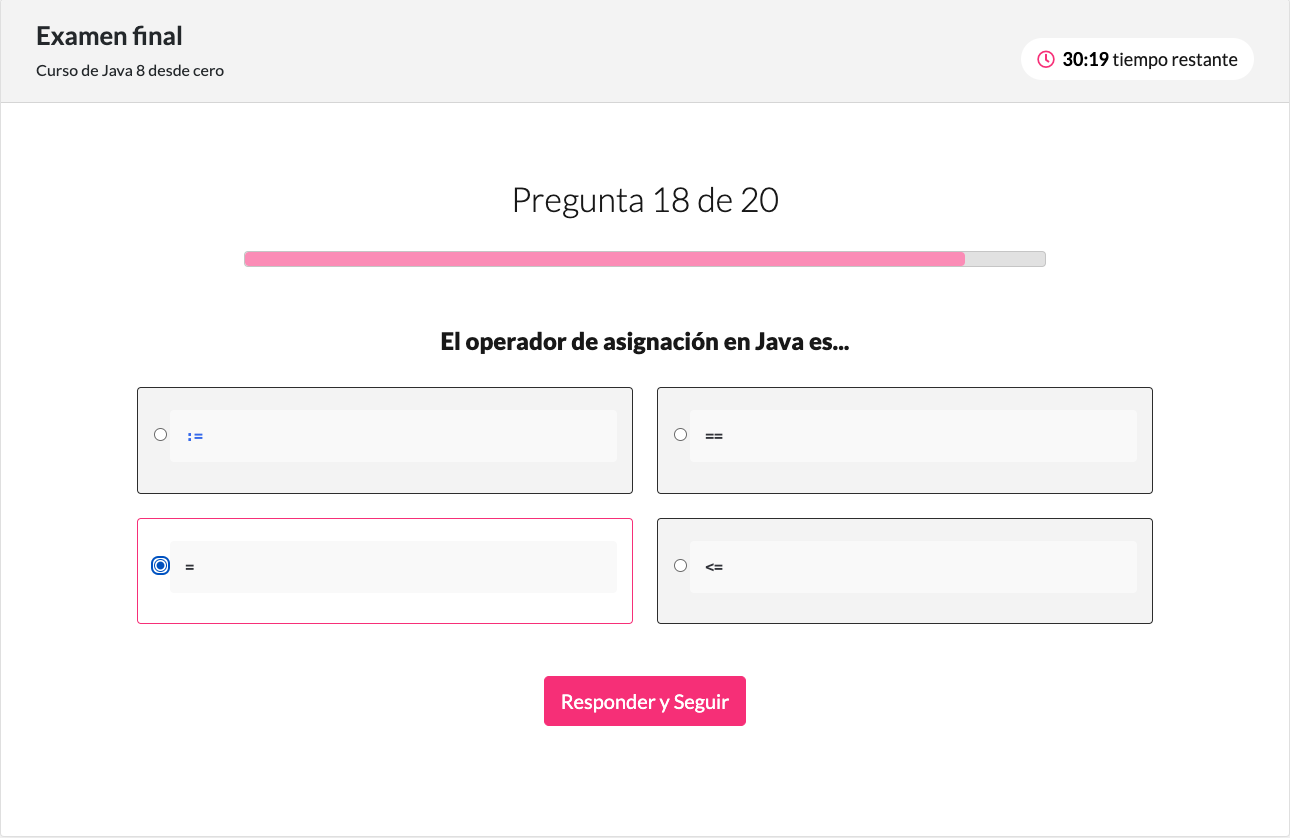 Examen final
Curso de Java 8 desde cero
30:19 tiempo restante
Pregunta 18 de 20
El operador de asignación en Java es...
:=
==
=
<=
Responder y Seguir